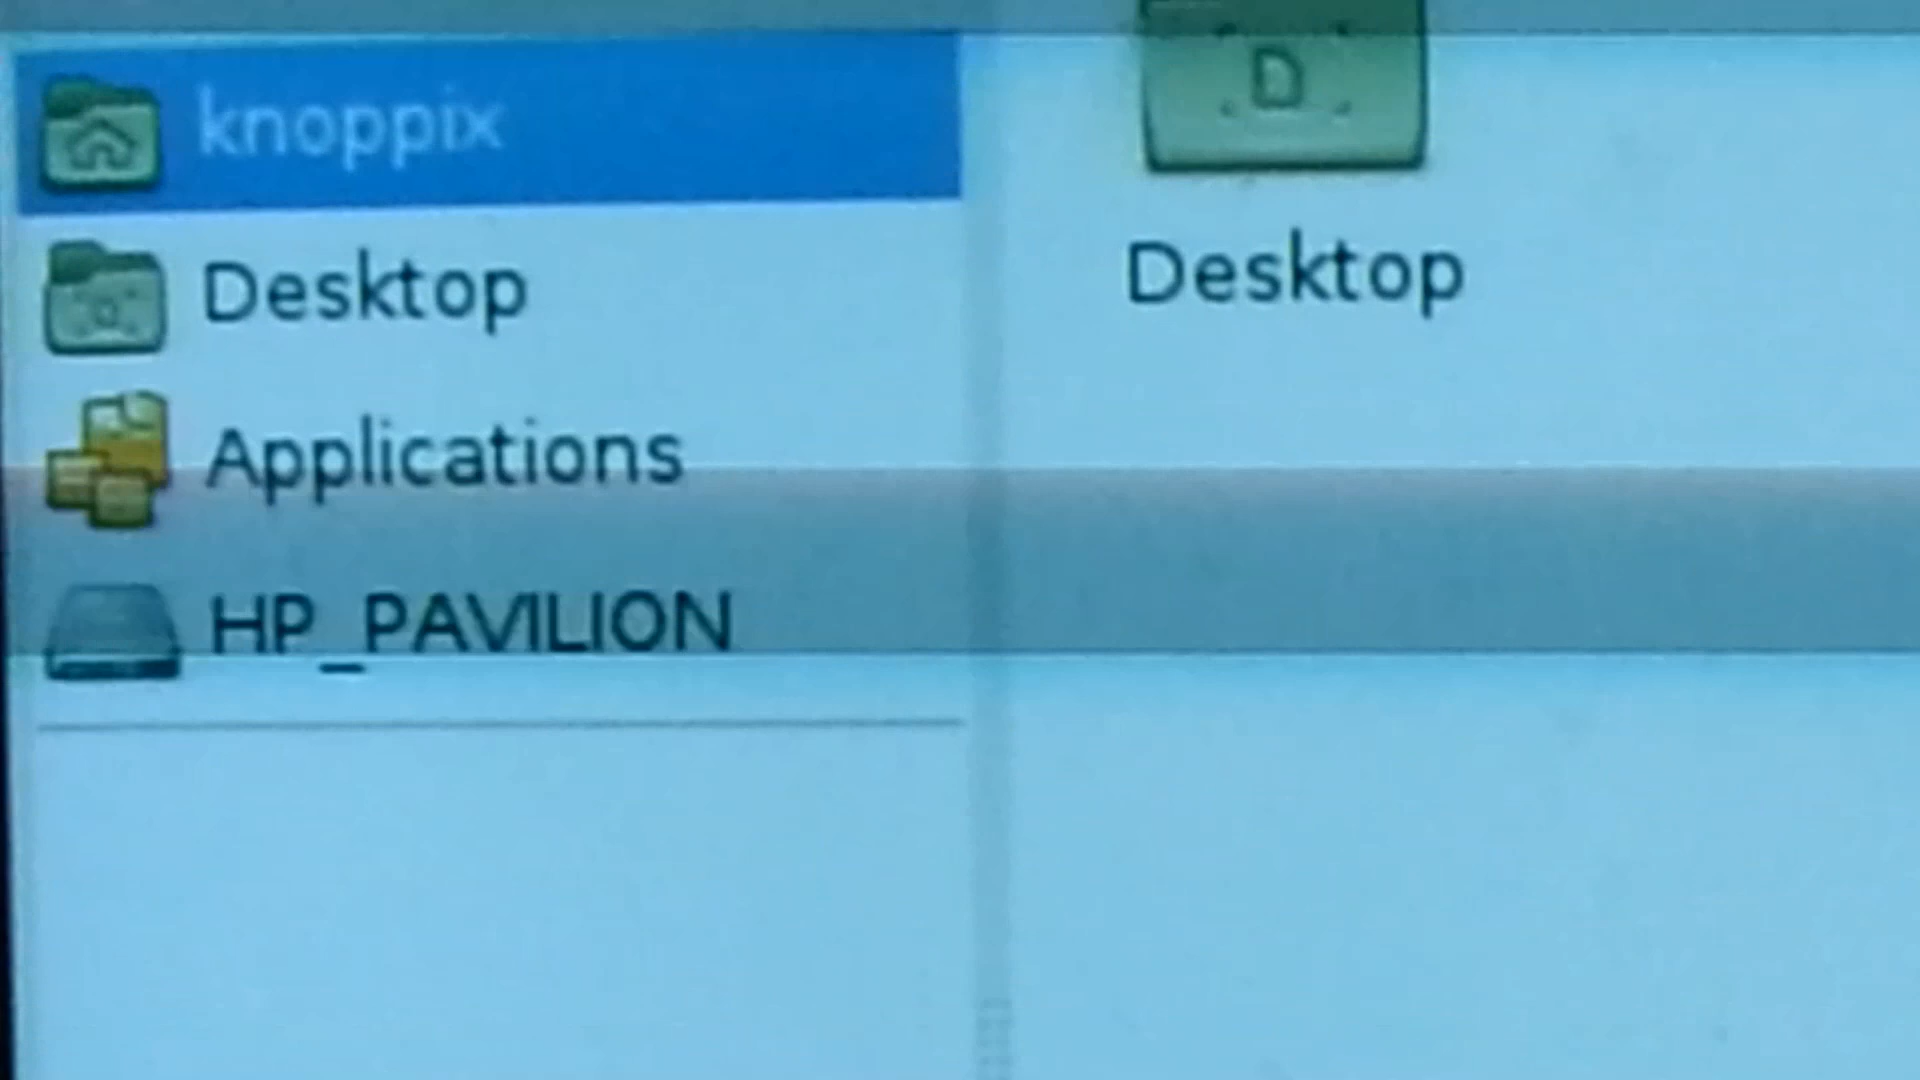 knoppix
Desktop
Applications
HP_PAVILION
D
Desktop